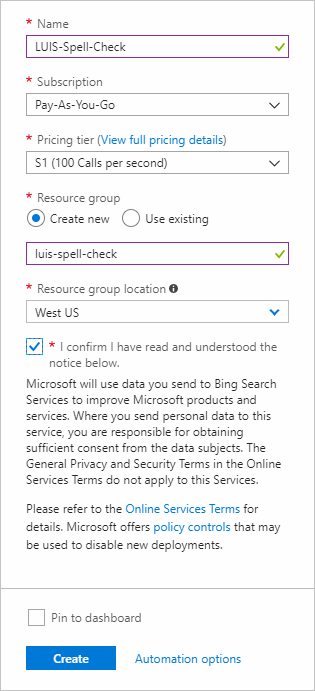 * Name
LUIS-Spell-Check
* Subscription
Pay-As-You-Go
* Pricing tier (View full pricing details)
S1 (100 Calls per second)
* Resource group
Create new Use existing
luis-spell-check
* Resource group location
West US
* I confirm I have read and understood the
notice below.
Microsoft will use data you send to Bing Search
Services to improve Microsoft products and
services. Where you send personal data to this
service, you are responsible for obtaining
sufficient consent from the data subjects. The
General Privacy and Security Terms in the Online
Services Terms do not apply to this Services.
Please refer to the Online Services Terms for
details. Microsoft offers policy controls that may
be used to disable new deployments.
Pin to dashboard
Create Automation options